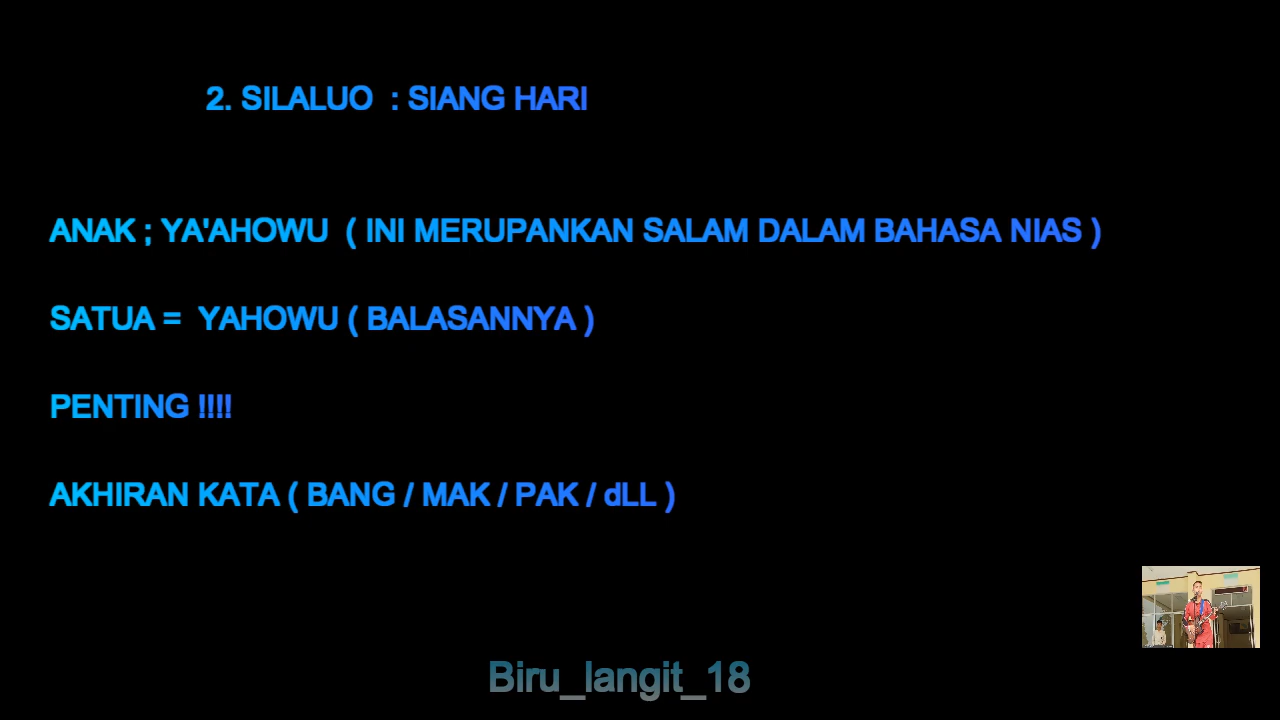 2. SILALUO : SIANG HARI
ANAK ; YA'AHOWU ( INI MERUPANKAN SALAM DALAM BAHASA NIAS )
SATUA = YAHOWU ( BALASANNYA )
PENTING !!!!
AKHIRAN KATA ( BANG / MAK / PAK / dLL )
Biru_langit_18